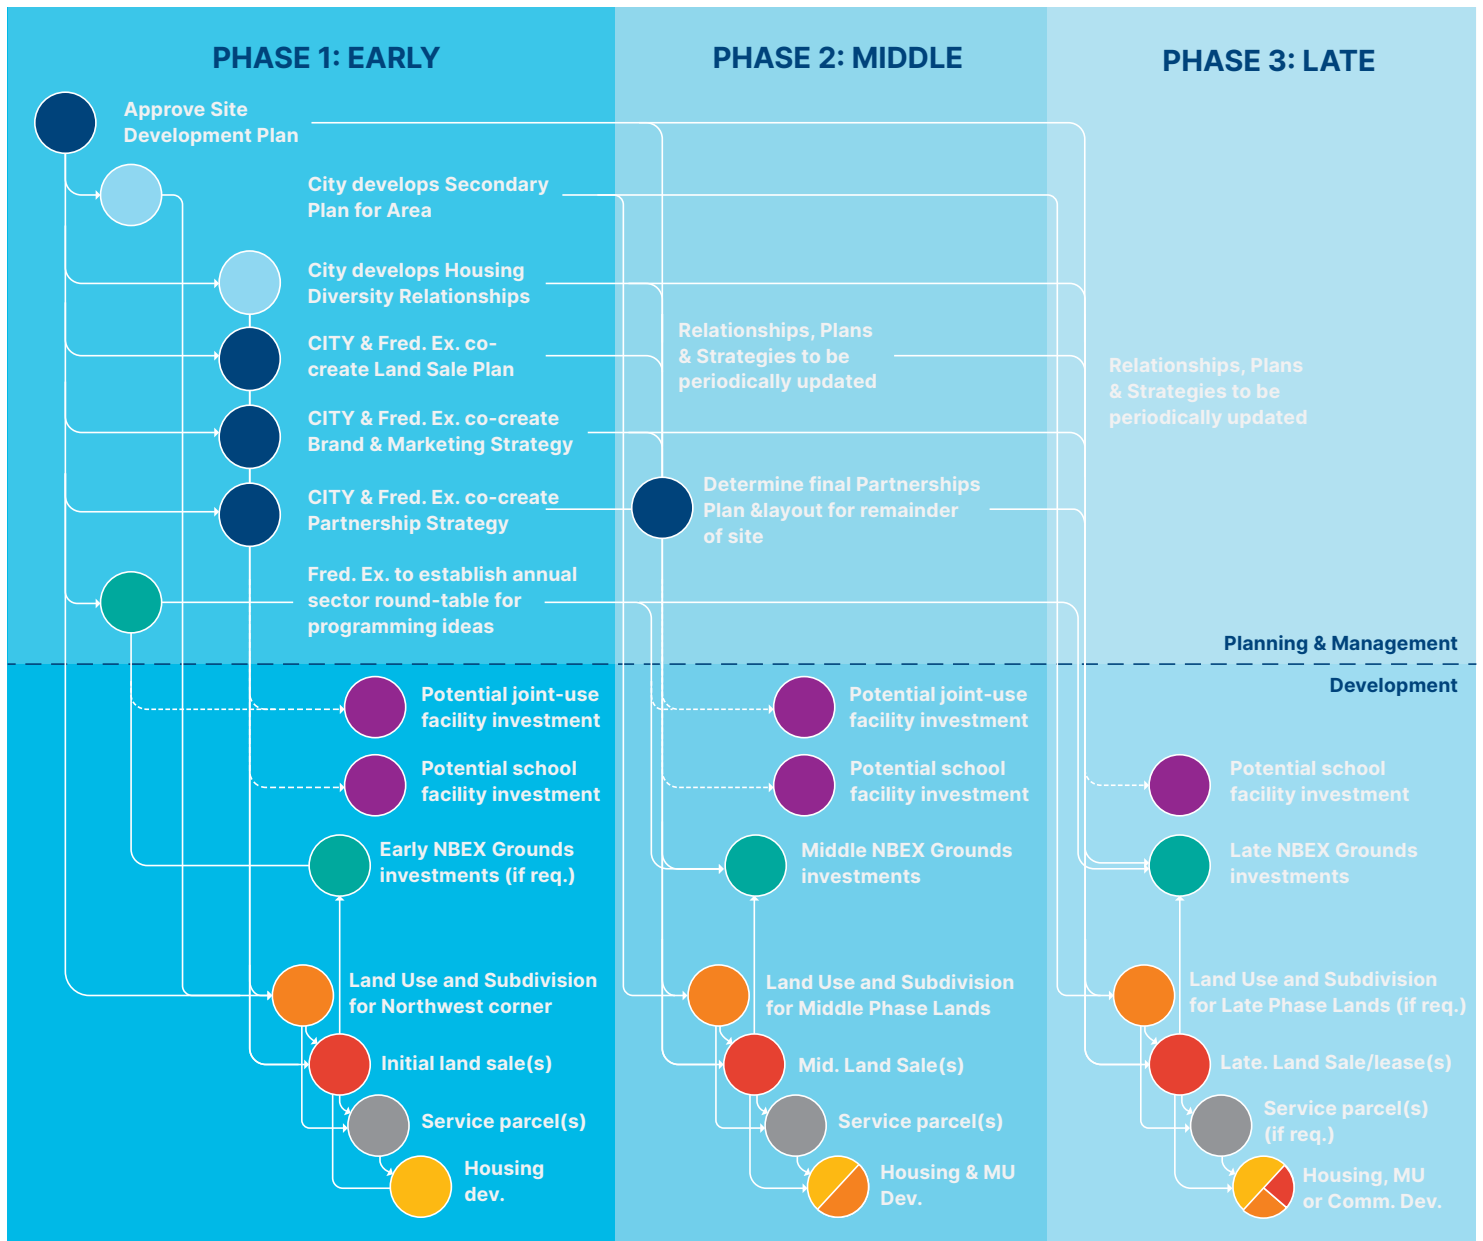 PHASE 1: EARLY
Approve Site
Development Plan
City develops Secondary
Plan for Area
City develops Housing
Diversity Relationships
CITY & Fred. Ex. co-
create Land Sale Plan
CITY & Fred. Ex. co-create
Brand & Marketing Strategy
CITY & Fred. Ex. co-create
Partnership Strategy
Fred. Ex. to establish annual
sector round-table for
programming ideas
Potential joint-use
facility investment
Potential school
facility investment
Early NBEX Grounds
investments (if req.)
Land Use and Subdivision
for Northwest corner
Initial land sale(s)
Service parcel(s)
Housing
dev.
PHASE 2: MIDDLE
Relationships, Plans
& Strategies to be
periodically updated
Determine final Partnerships
Plan &layout for remainder
of site
Potential joint-use
facility investment
Potential school
facility investment
Middle NBEX Grounds
investments
Land Use and Subdivision
for Middle Phase Lands
Mid. Land Sale(s)
Service parcel(s)
Housing & MU
Dev.
PHASE 3: LATE
Relationships, Plans
& Strategies to be
periodically updated
Planning & Management
Development
Potential school
facility investment
Late NBEX Grounds
investments
Land Use and Subdivision
for Late Phase Lands (if req.)
Late. Land Sale/lease(s)
Service parcel(s)
(if req.)
Housing, MU
or Comm. Dev.